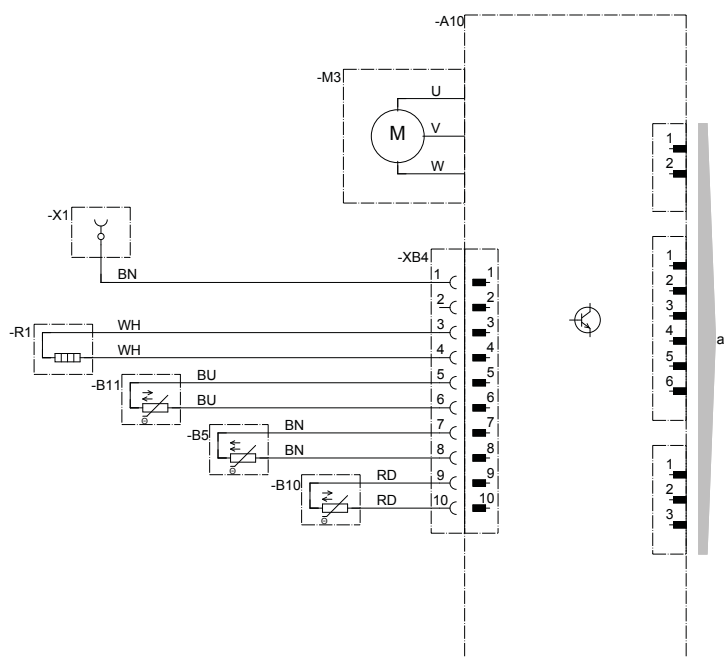 -A10
-M3
U
M
V
W
1
2
-X1
-XB4
BN
1 1
2 2
-R1
WH
3 3
WH
4 4
-B11
BU
5 5
BU
6 6
-B5
BN
7 7
BN
8 8
-B10
RD
9 9
RD
10 10
1
2
3
4
5
6
a
1
2
3